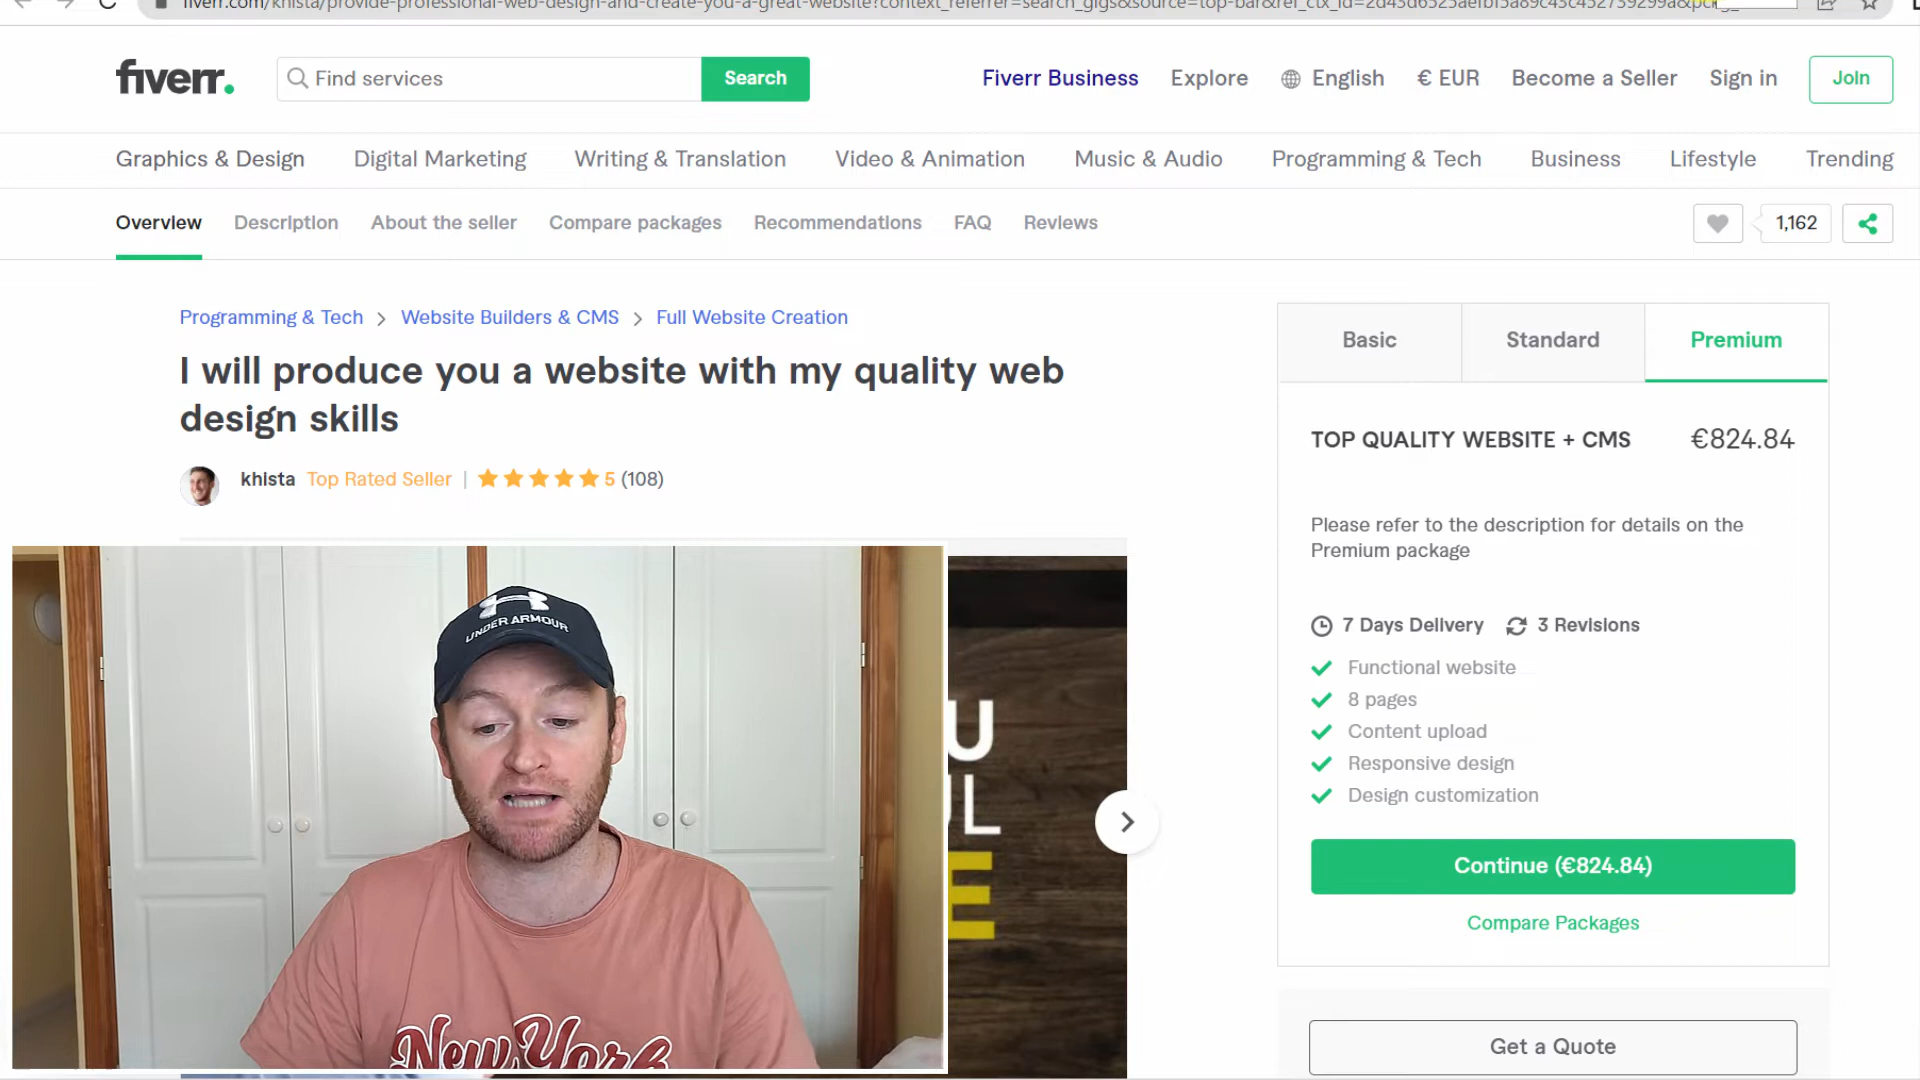 fiverr.
Find services
Search
Fiverr Business
Explore
English
€ EUR
Become a Seller
Sign in
Join
Graphics & Design
Digital Marketing
Writing & Translation
Video & Animation
Music & Audio
Programming & Tech
Business
Lifestyle
Trending
Overview
Description
About the seller
Compare packages
Recommendations
FAQ
Reviews
1,162
Programming & Tech > Website Builders & CMS > Full Website Creation
I will produce you a website with my quality web
design skills
khista Top Rated Seller | 5 (108)
UNDER ARMOUR
New York
U
UL
E
Basic
Standard
Premium
TOP QUALITY WEBSITE + CMS €824.84
Please refer to the description for details on the
Premium package
7 Days Delivery 3 Revisions
Functional website
8 pages
Content upload
Responsive design
Design customization
Continue (€824.84)
Compare Packages
Get a Quote